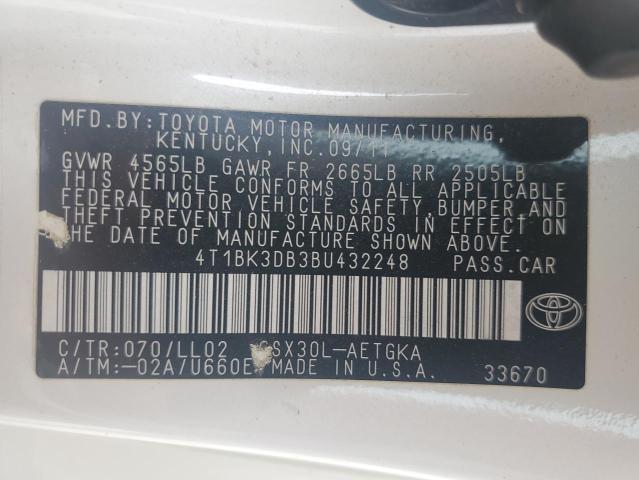 MFD. BY: TOYOTA MOTOR MANUFACTURING,
KENTUCKY, INC. 09/11
GVWR 4565LB GAWR FR 2665LB RR 2505LB
THIS VEHICLE CONFORMS TO ALL APPLICABLE
FEDERAL MOTOR VEHICLE SAFETY, BUMPER, AND
THEFT PREVENTION STANDARDS IN EFFECT ON
THE DATE OF MANUFACTURE SHOWN ABOVE.
4T1BK3DB3BU432248 PASS.CAR
C/TR:070/LL02 GSX30L-AETGKA
A/TM:-02A/U660E MADE IN U.S.A. 33670